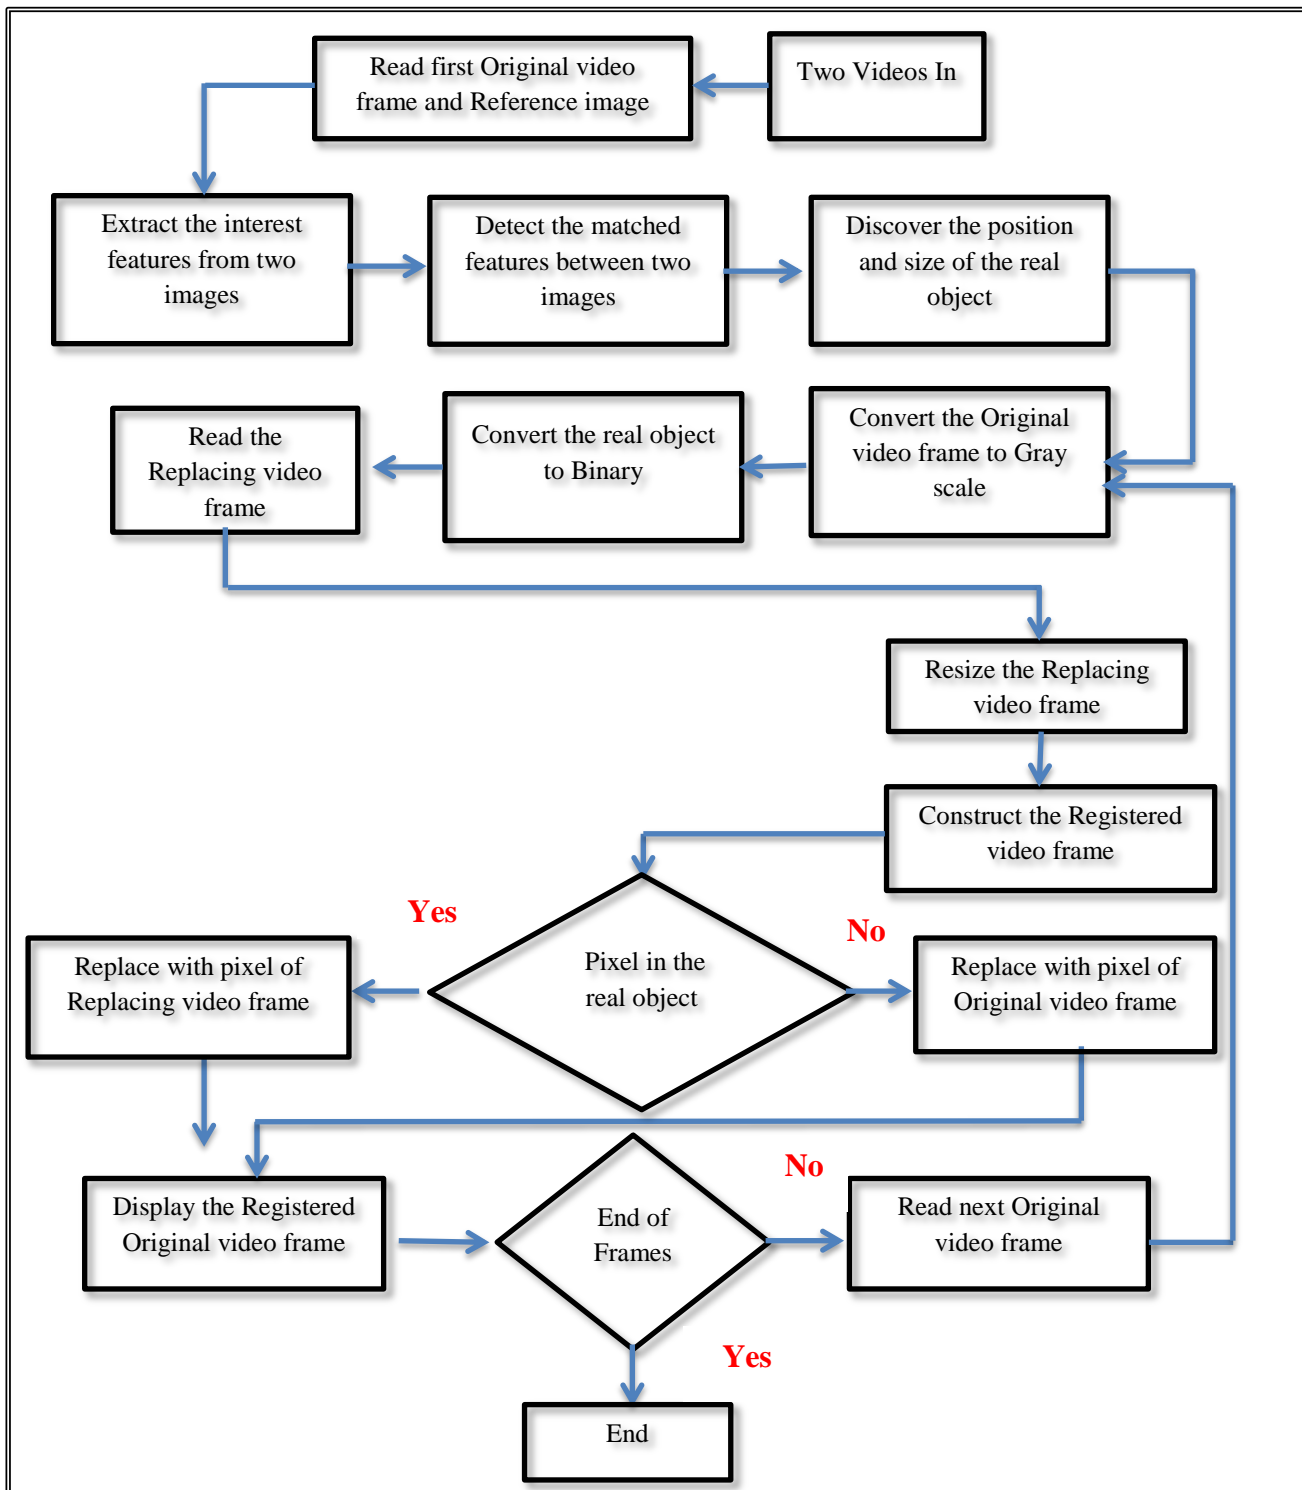 Two Videos In
Read first Original video
frame and Reference image
Extract the interest
features from two
images
Detect the matched
features between two
images
Discover the position
and size of the real
object
Convert the Original
video frame to Gray
scale
Convert the real object
to Binary
Read the
Replacing video
frame
Resize the Replacing
video frame
Construct the Registered
video frame
Pixel in the
real object
Yes
No
Replace with pixel of
Replacing video frame
Replace with pixel of
Original video frame
Display the Registered
Original video frame
End of
Frames
No
Read next Original
video frame
Yes
End